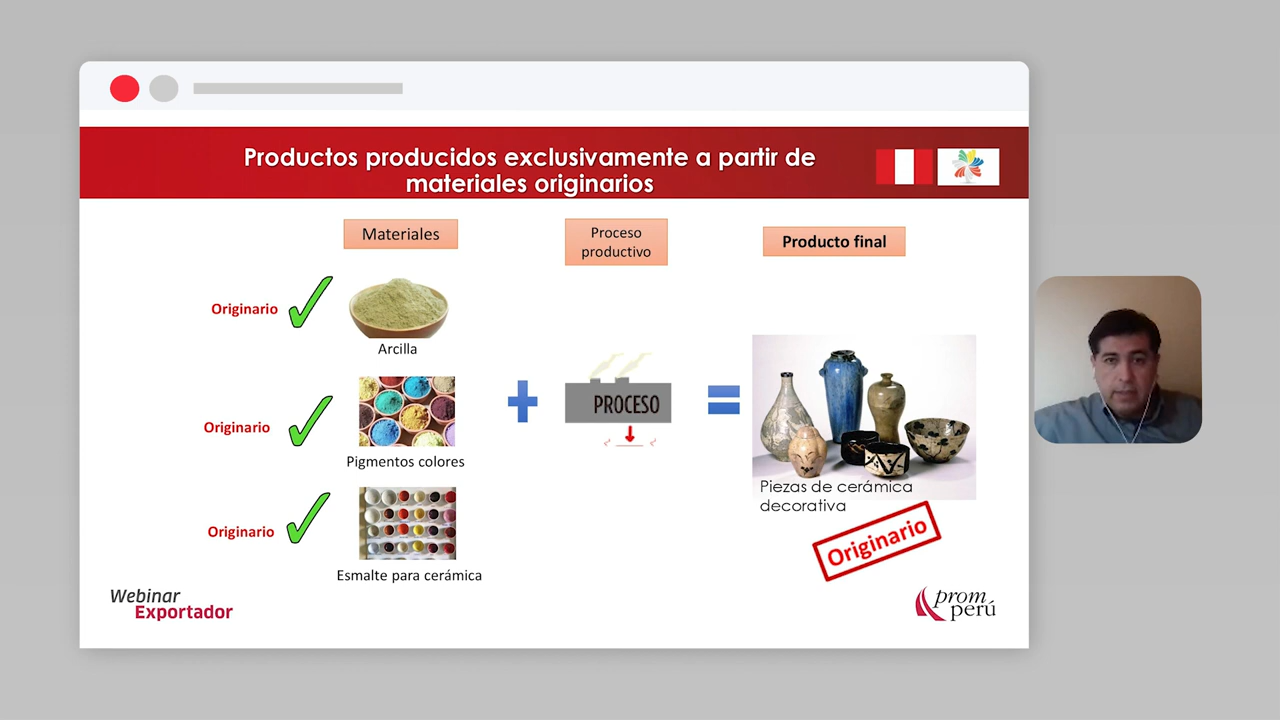 Productos producidos exclusivamente a partir de
materiales originarios
Materiales
Proceso
productivo
Producto final
Originario
Arcilla
Originario
Pigmentos colores
PROCESO
Originario
Esmalte para cerámica
Piezas de cerámica
decorativa
Originario
Webinar
Exportador
prom
perú